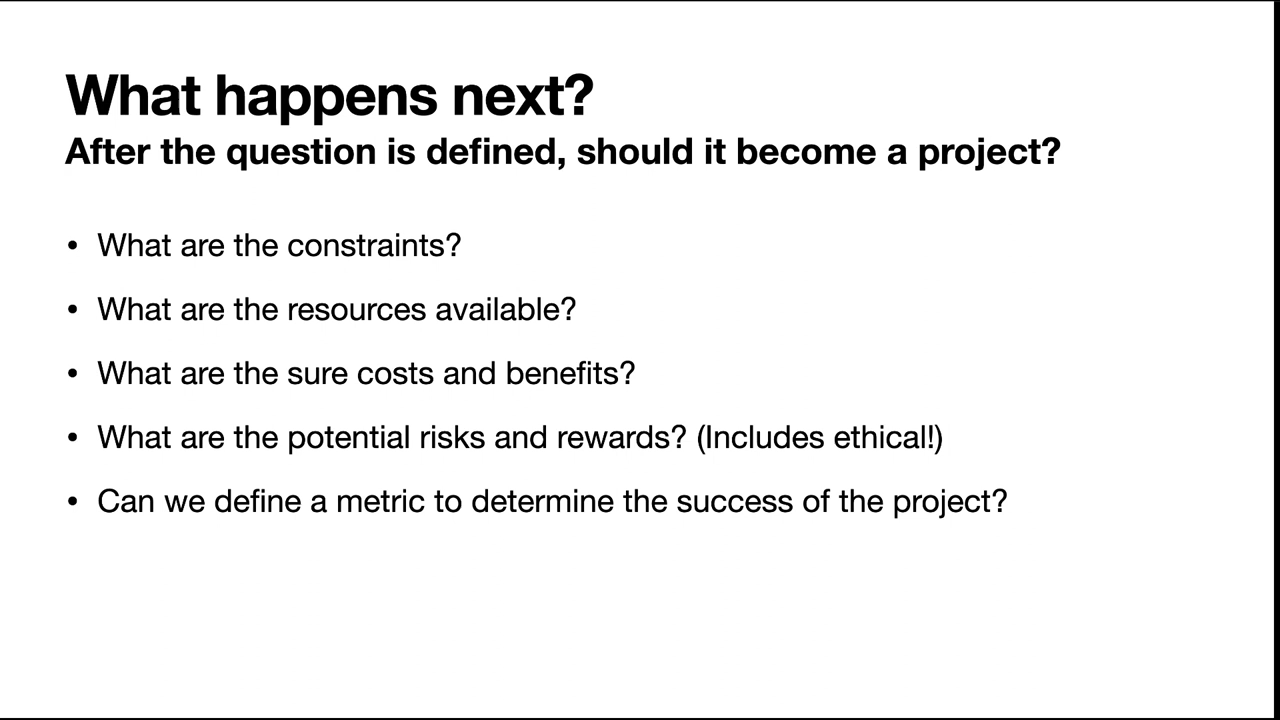 What happens next?
After the question is defined, should it become a project?
• What are the constraints?
• What are the resources available?
• What are the sure costs and benefits?
• What are the potential risks and rewards? (Includes ethical!)
• Can we define a metric to determine the success of the project?